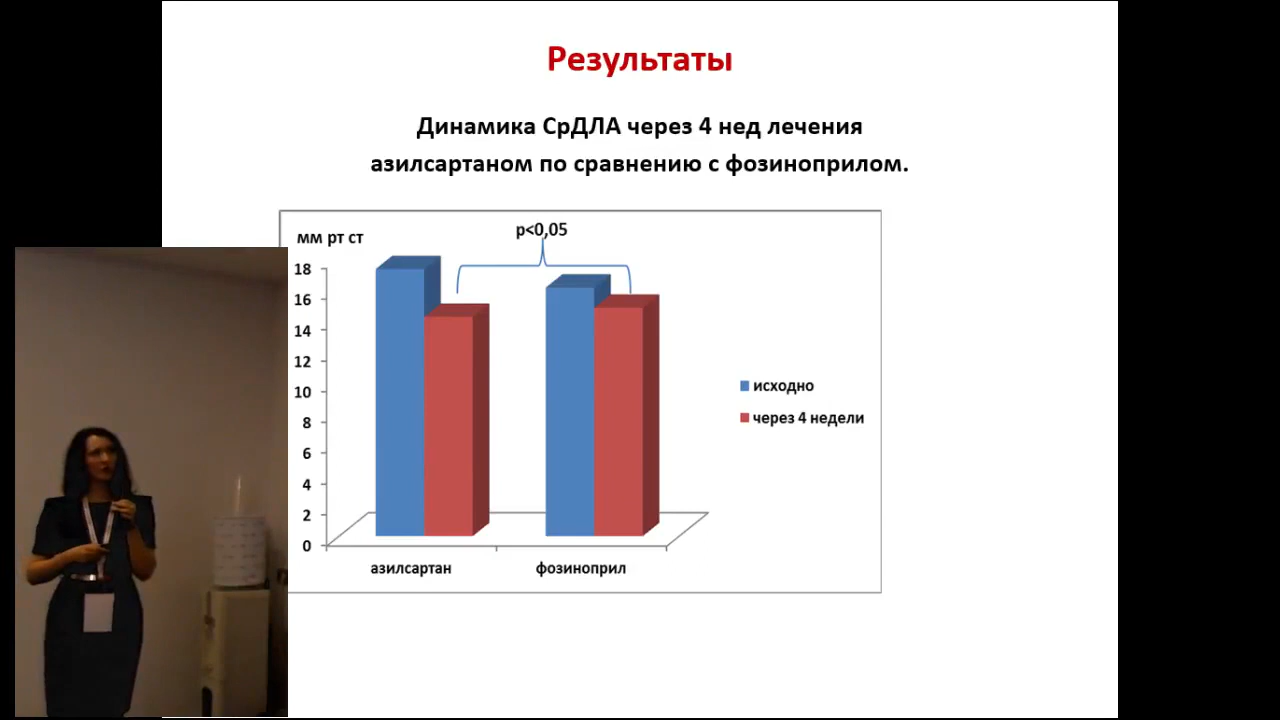 Результаты
Динамика СрДЛА через 4 нед лечения
азилсартаном по сравнению с фозиноприлом.
мм рт ст
p<0,05
18
16
14
12
10
8
6
4
2
0
азилсартан
фозиноприл
исходно
через 4 недели